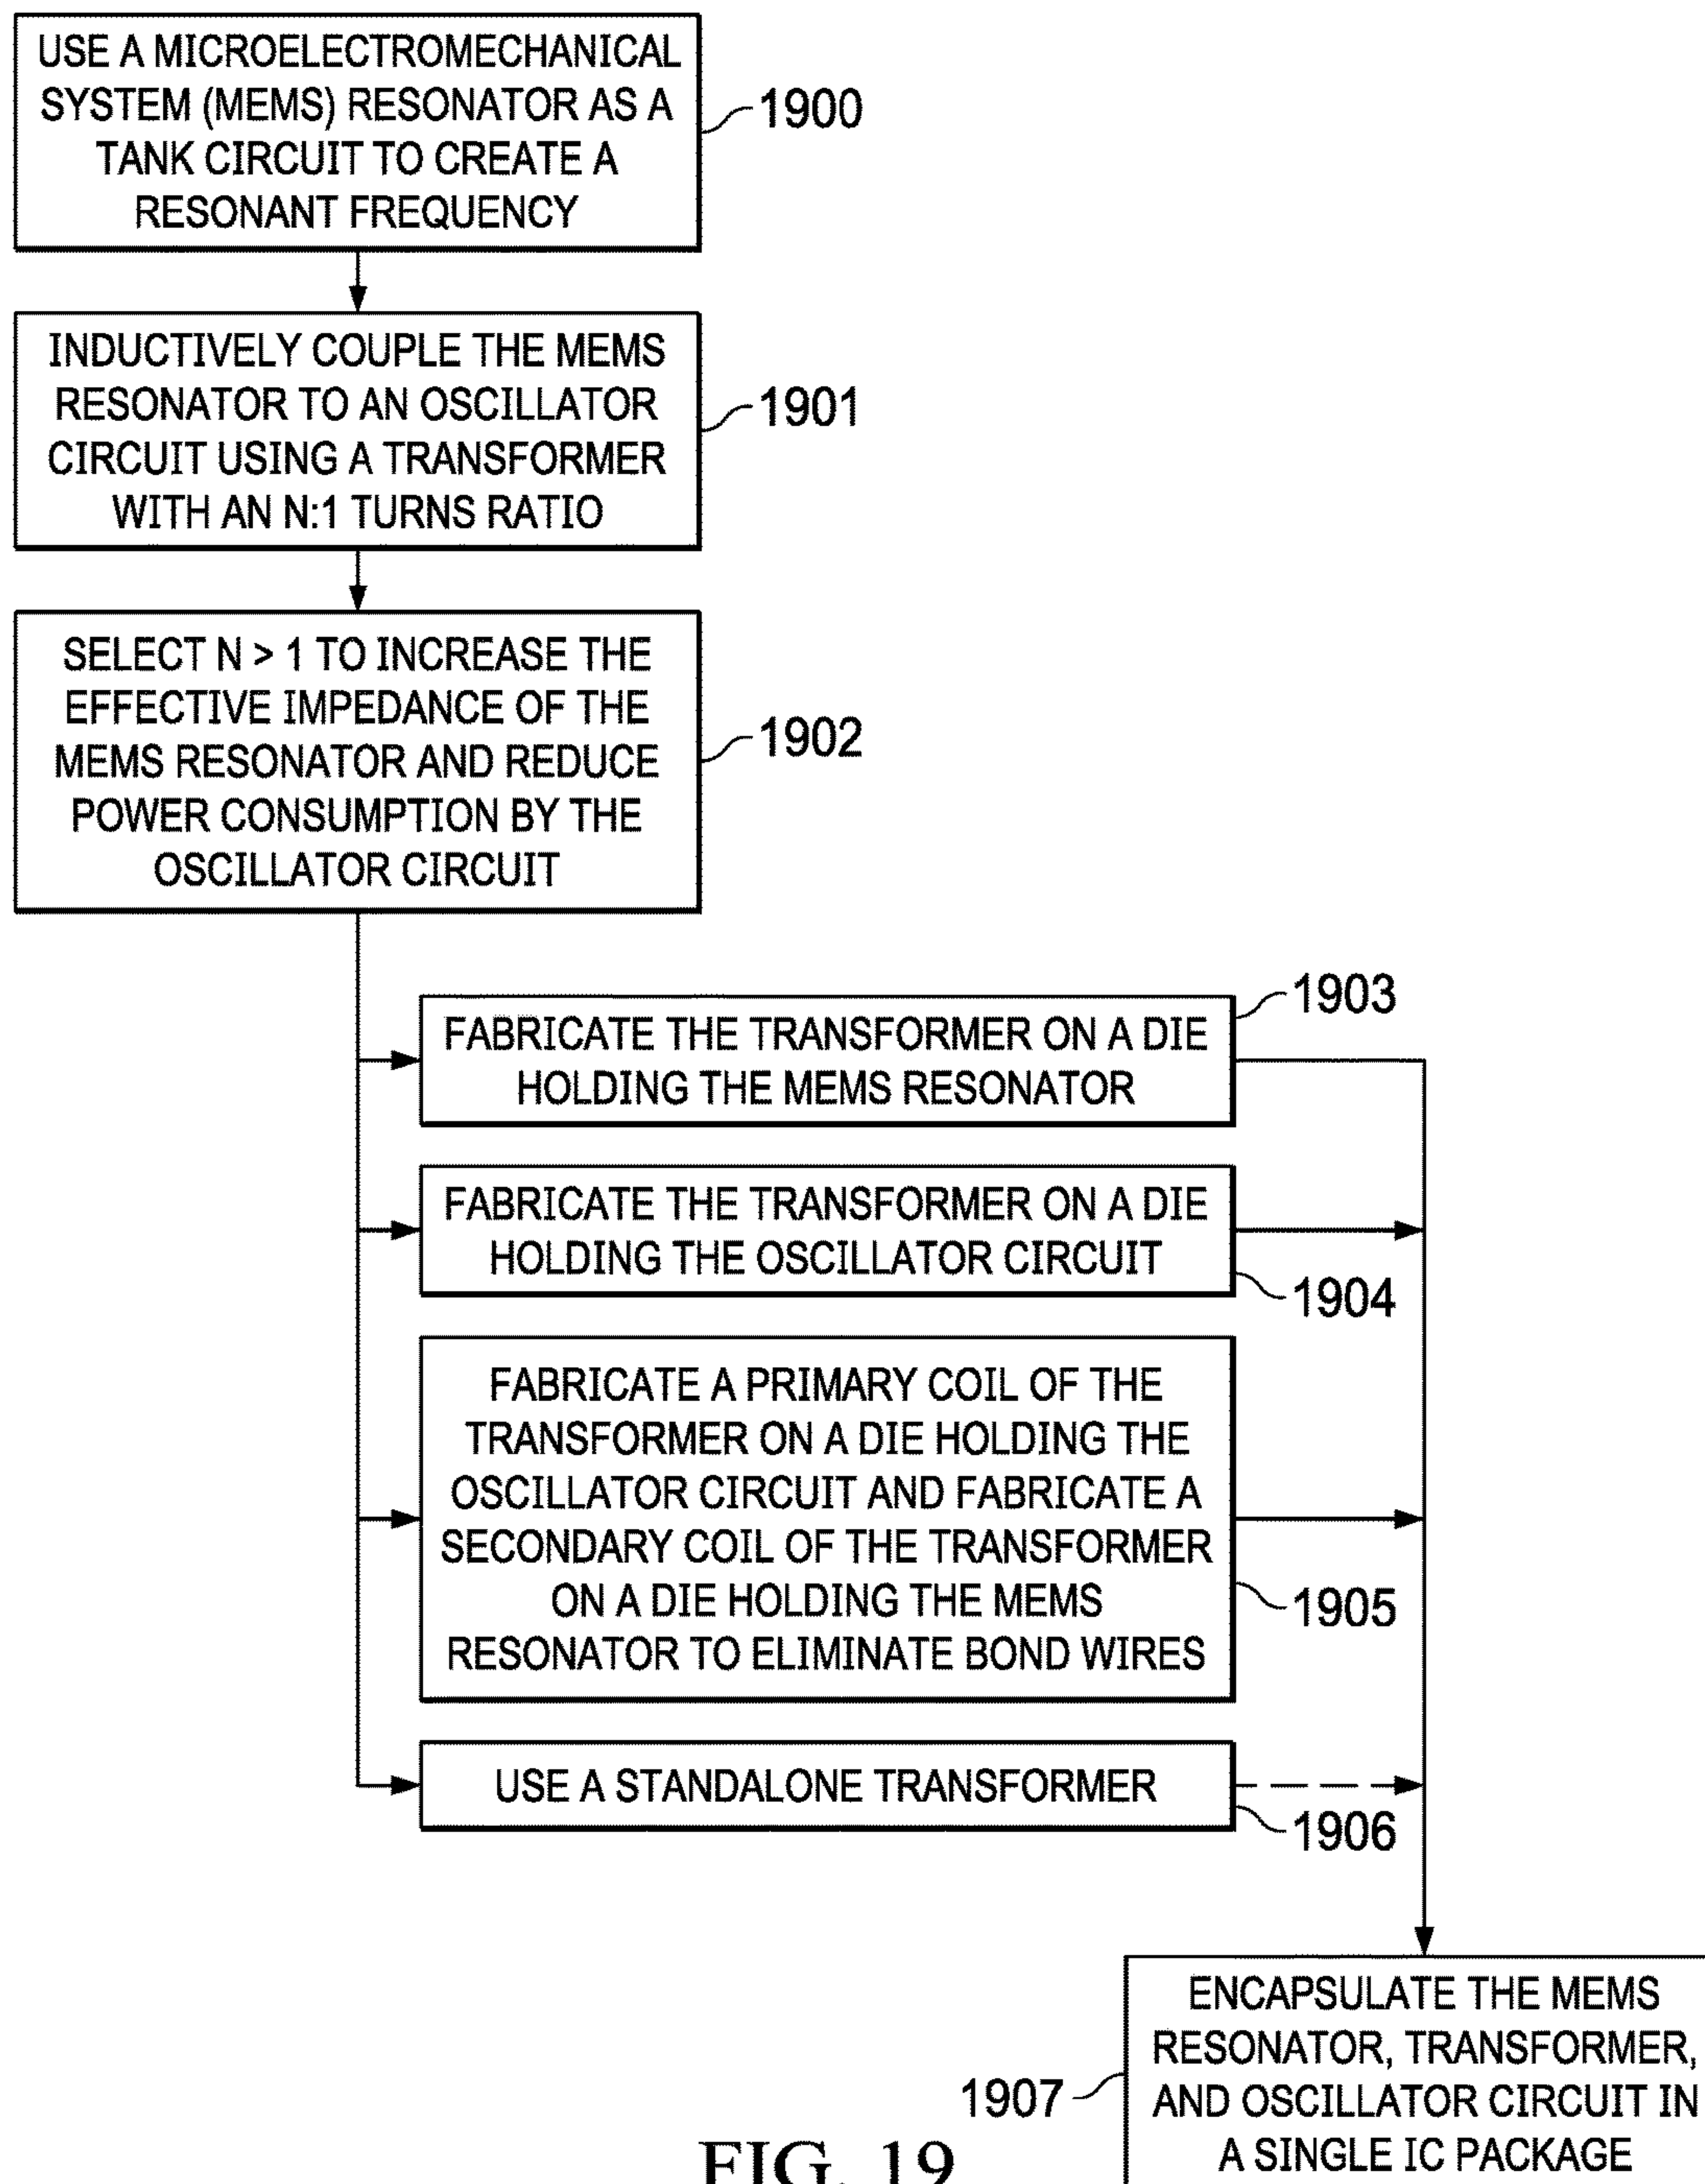 USE A MICROELECTROMECHANICAL
SYSTEM (MEMS) RESONATOR AS A
TANK CIRCUIT TO CREATE A
RESONANT FREQUENCY
1900
INDUCTIVELY COUPLE THE MEMS
RESONATOR TO AN OSCILLATOR
CIRCUIT USING A TRANSFORMER
WITH AN N:1 TURNS RATIO
1901
SELECT N > 1 TO INCREASE THE
EFFECTIVE IMPEDANCE OF THE
MEMS RESONATOR AND REDUCE
POWER CONSUMPTION BY THE
OSCILLATOR CIRCUIT
1902
1903
FABRICATE THE TRANSFORMER ON A DIE
HOLDING THE MEMS RESONATOR
FABRICATE THE TRANSFORMER ON A DIE
HOLDING THE OSCILLATOR CIRCUIT
1904
FABRICATE A PRIMARY COIL OF THE
TRANSFORMER ON A DIE HOLDING THE
OSCILLATOR CIRCUIT AND FABRICATE A
SECONDARY COIL OF THE TRANSFORMER
ON A DIE HOLDING THE MEMS
RESONATOR TO ELIMINATE BOND WIRES
1905
USE A STANDALONE TRANSFORMER
1906
ENCAPSULATE THE MEMS
RESONATOR, TRANSFORMER,
AND OSCILLATOR CIRCUIT IN
A SINGLE IC PACKAGE
1907
FIG. 19